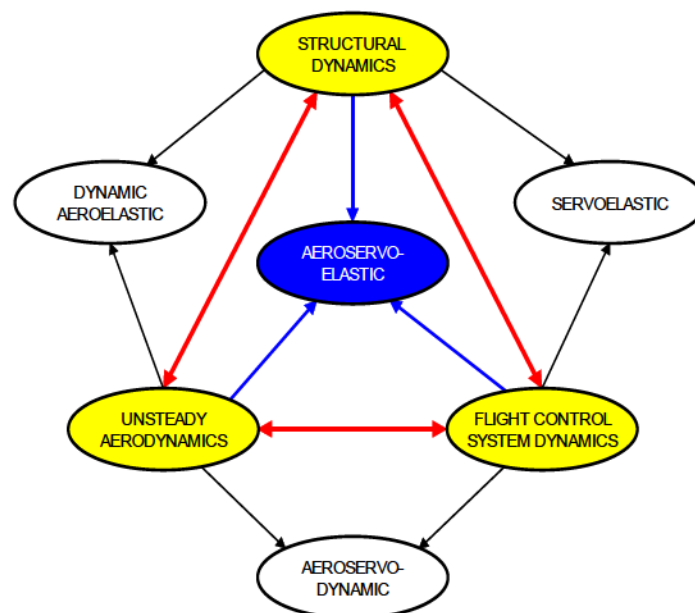 STRUCTURAL
DYNAMICS
DYNAMIC
AEROELASTIC
SERVOELASTIC
AEROSERVO-
ELASTIC
UNSTEADY
AERODYNAMICS
FLIGHT CONTROL
SYSTEM DYNAMICS
AEROSERVO-
DYNAMIC